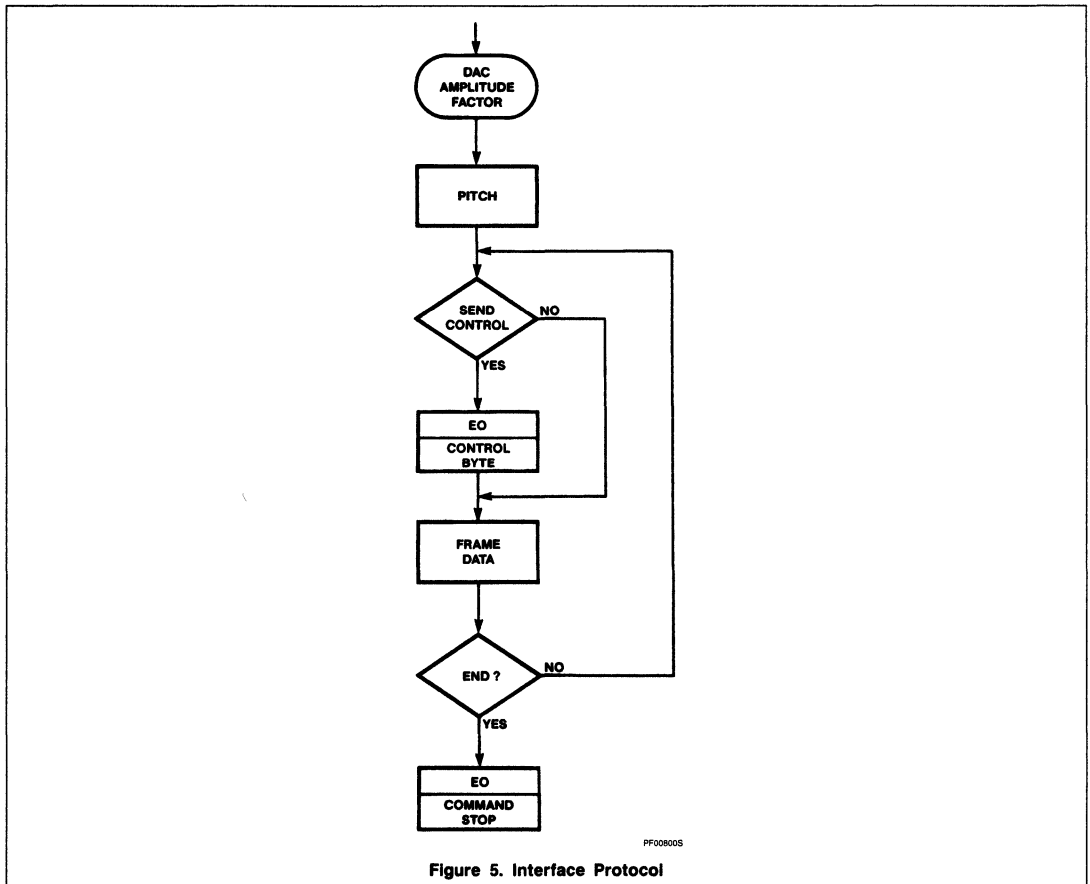 DAC
AMPLITUDE
FACTOR
PITCH
SEND
CONTROL
NO
YES
EO
CONTROL
BYTE
FRAME
DATA
END ?
NO
YES
EO
COMMAND
STOP
PF00800S
Figure 5. Interface Protocol